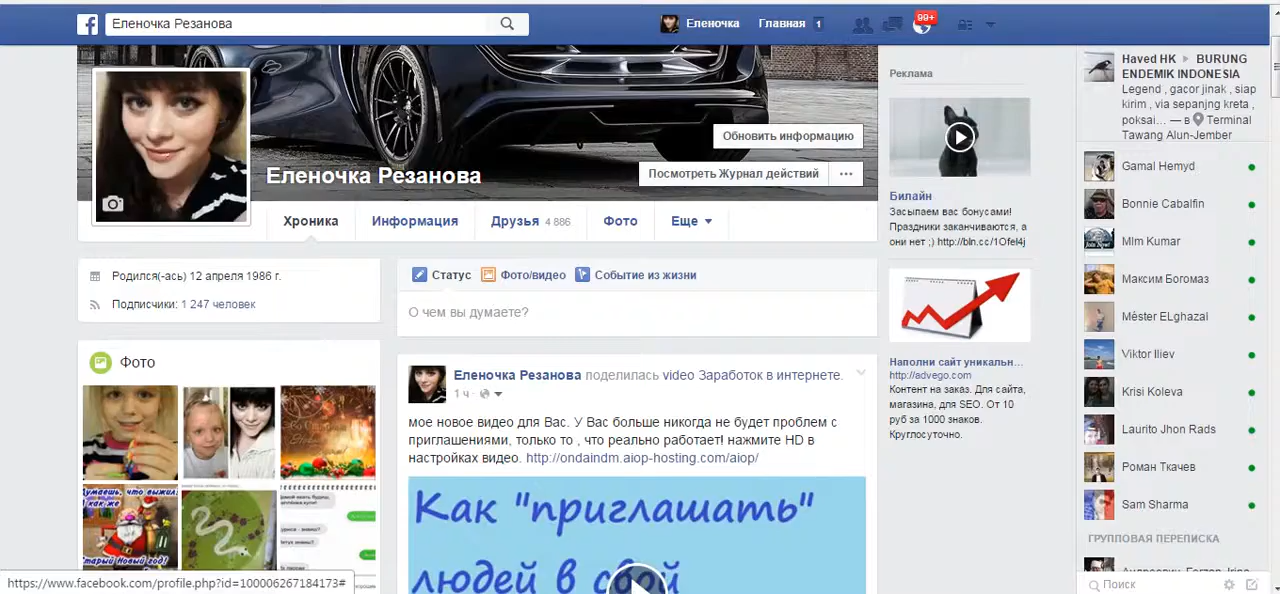 Еленочка Резанова
Еленочка
Главная 1
99+
Обновить информацию
Еленочка Резанова
Посмотреть Журнал действий
Хроника
Информация
Друзья 4 886
Фото
Еще
Родился(-ась) 12 апреля 1986 г.
Подписчики: 1 247 человек
Фото
Думаешь, что выжил,
Старый Новый год!
Статус
Фото/видео
Событие из жизни
О чем вы думаете?
Еленочка Резанова поделилась video Заработок в интернете.
1 ч ·
мое новое видео для Вас. У Вас больше никогда не будет проблем с
приглашениями, только то , что реально работает! нажмите HD в
настройках видео. http://ondaindm.aiop-hosting.com/aiop/
Как "приглашать"
людей в свой
Реклама
Билайн
Засыпаем вас бонусами!
Праздники заканчиваются, а
они нет ;) http://bln.cc/1Ofel4j
Наполни сайт уникальн...
http://advego.com
Контент на заказ. Для сайта,
магазина, для SEO. От 10
руб за 1000 знаков.
Круглосуточно.
Haved HK ▸ BURUNG
ENDEMIK INDONESIA
Legend , gacor jinak , siap
kirim , via sepanjng kreta ,
poksai... — в Terminal
Tawang Alun-Jember
Gamal Hemyd
Bonnie Cabalfin
Mlm Kumar
Максим Богомаз
Méster ELghazal
Viktor Iliev
Krisi Koleva
Laurito Jhon Rads
Роман Ткачев
Sam Sharma
ГРУППОВАЯ ПЕРЕПИСКА
Поиск
https://www.facebook.com/profile.php?id=100006267184173#